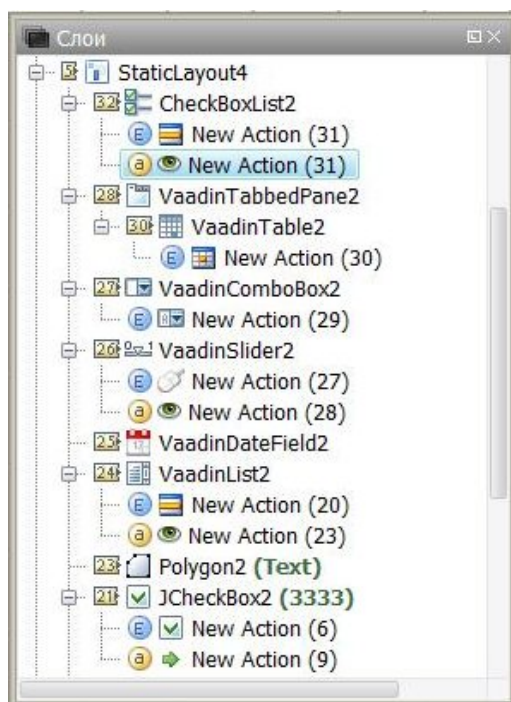 Слои
5 StaticLayout4
32 CheckBoxList2
E New Action (31)
a New Action (31)
28 VaadinTabbedPane2
30 VaadinTable2
E New Action (30)
27 VaadinComboBox2
E New Action (29)
26 VaadinSlider2
E New Action (27)
a New Action (28)
25 VaadinDateField2
24 VaadinList2
E New Action (20)
a New Action (23)
23 Polygon2 (Text)
21 JCheckBox2 (3333)
E New Action (6)
a New Action (9)